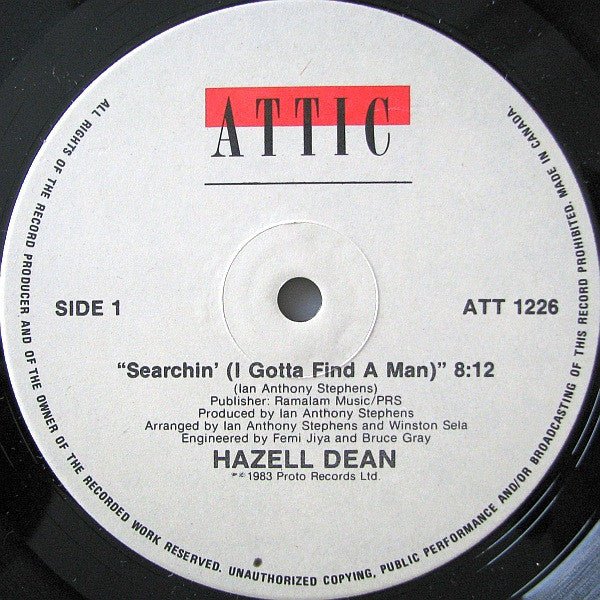 ATTIC
SIDE 1
ATT 1226
“Searchin’ (I Gotta Find A Man)” 8:12
(Ian Anthony Stephens)
Publisher: Ramalam Music/PRS
Produced by Ian Anthony Stephens
Arranged by Ian Anthony Stephens and Winston Sela
Engineered by Femi Jiya and Bruce Gray
HAZELL DEAN
℗© 1983 Proto Records Ltd.
ALL RIGHTS OF THE RECORD PRODUCER AND OF THE OWNER OF THE RECORDED WORK RESERVED. UNAUTHORIZED COPYING, PUBLIC PERFORMANCE AND/OR BROADCASTING OF THIS RECORD PROHIBITED. MADE IN CANADA.